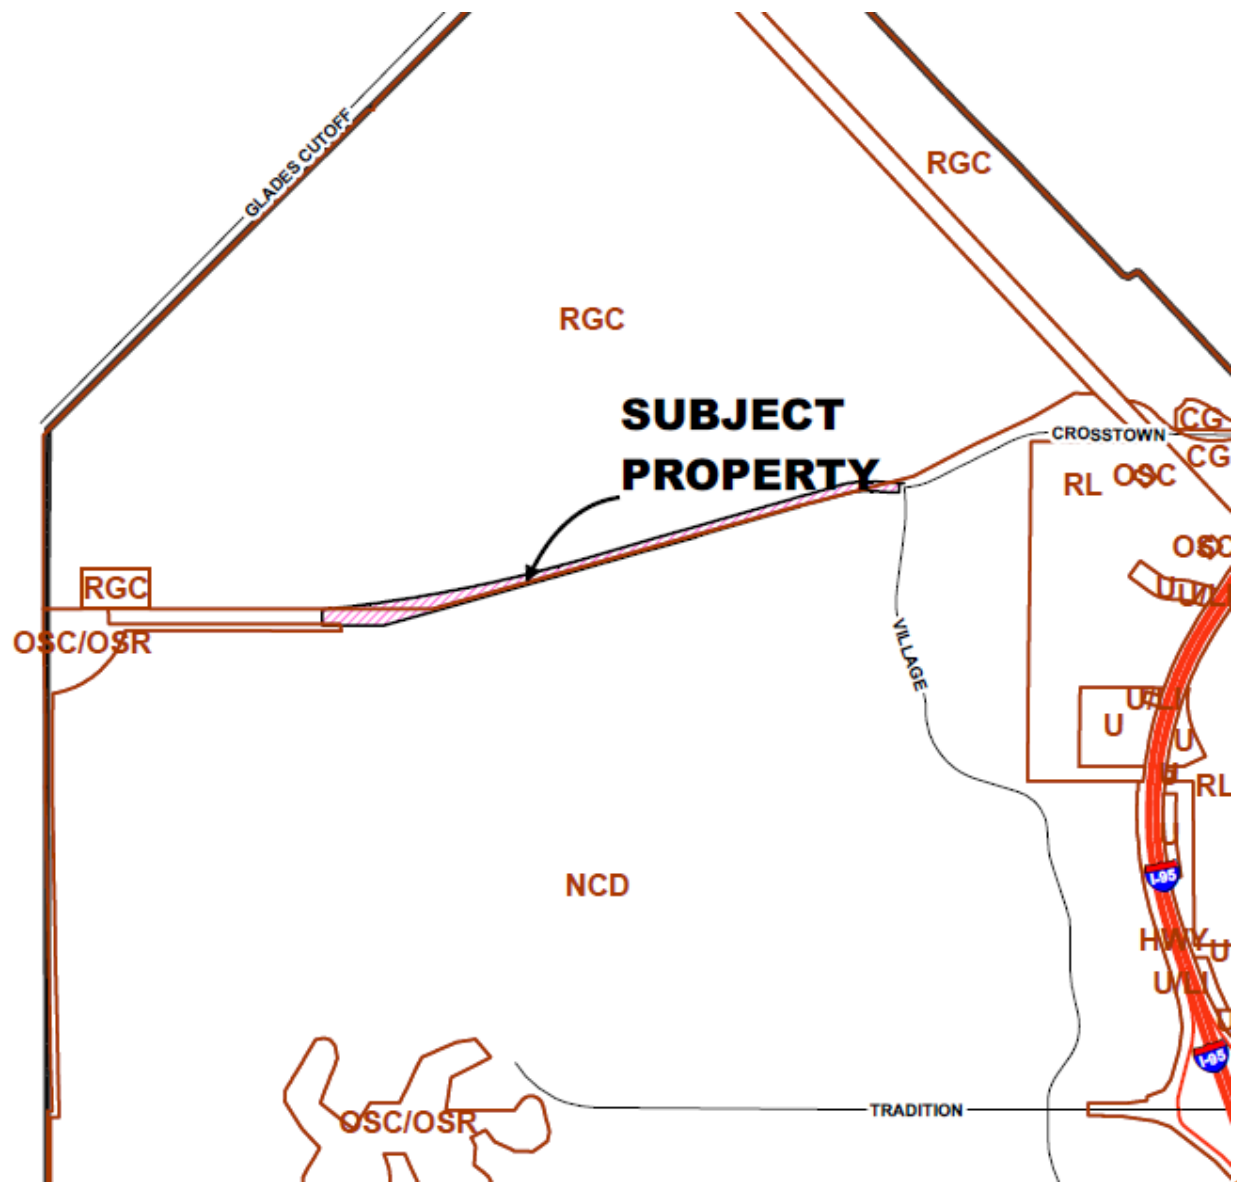 GLADES CUTOFF
RGC
RGC
SUBJECT
PROPERTY
CG
CROSSTOWN
CG
RL
OSC
OSC
RGC
U
U/LI
OSC/OSR
VILLAGE
U/LI
U
U
U
RL
U
NCD
I-95
HWY
U
U/LI
U
I-95
OSC/OSR
TRADITION